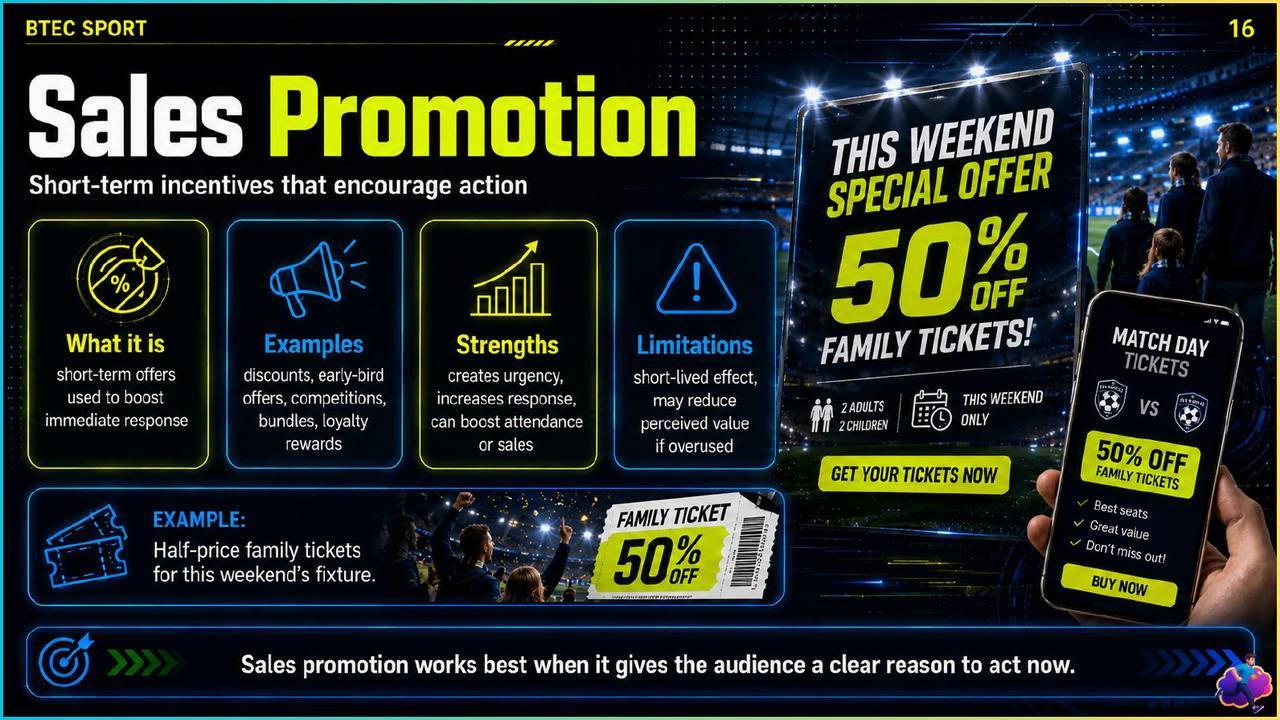 BTEC SPORT
16
Sales Promotion
Short-term incentives that encourage action
%
What it is
short-term offers
used to boost
immediate response
Examples
discounts, early-bird
offers, competitions,
bundles, loyalty
rewards
Strengths
creates urgency,
increases response,
can boost attendance
or sales
Limitations
short-lived effect,
may reduce
perceived value
if overused
EXAMPLE:
Half-price family tickets
for this weekend's fixture.
FAMILY TICKET
50%
OFF
THIS WEEKEND
SPECIAL OFFER
50%
OFF
FAMILY TICKETS!
2 ADULTS
2 CHILDREN
THIS WEEKEND
ONLY
GET YOUR TICKETS NOW
MATCH DAY
TICKETS
VS
50% OFF
FAMILY TICKETS
Best seats
Great value
Don't miss out!
BUY NOW
Sales promotion works best when it gives the audience a clear reason to act now.